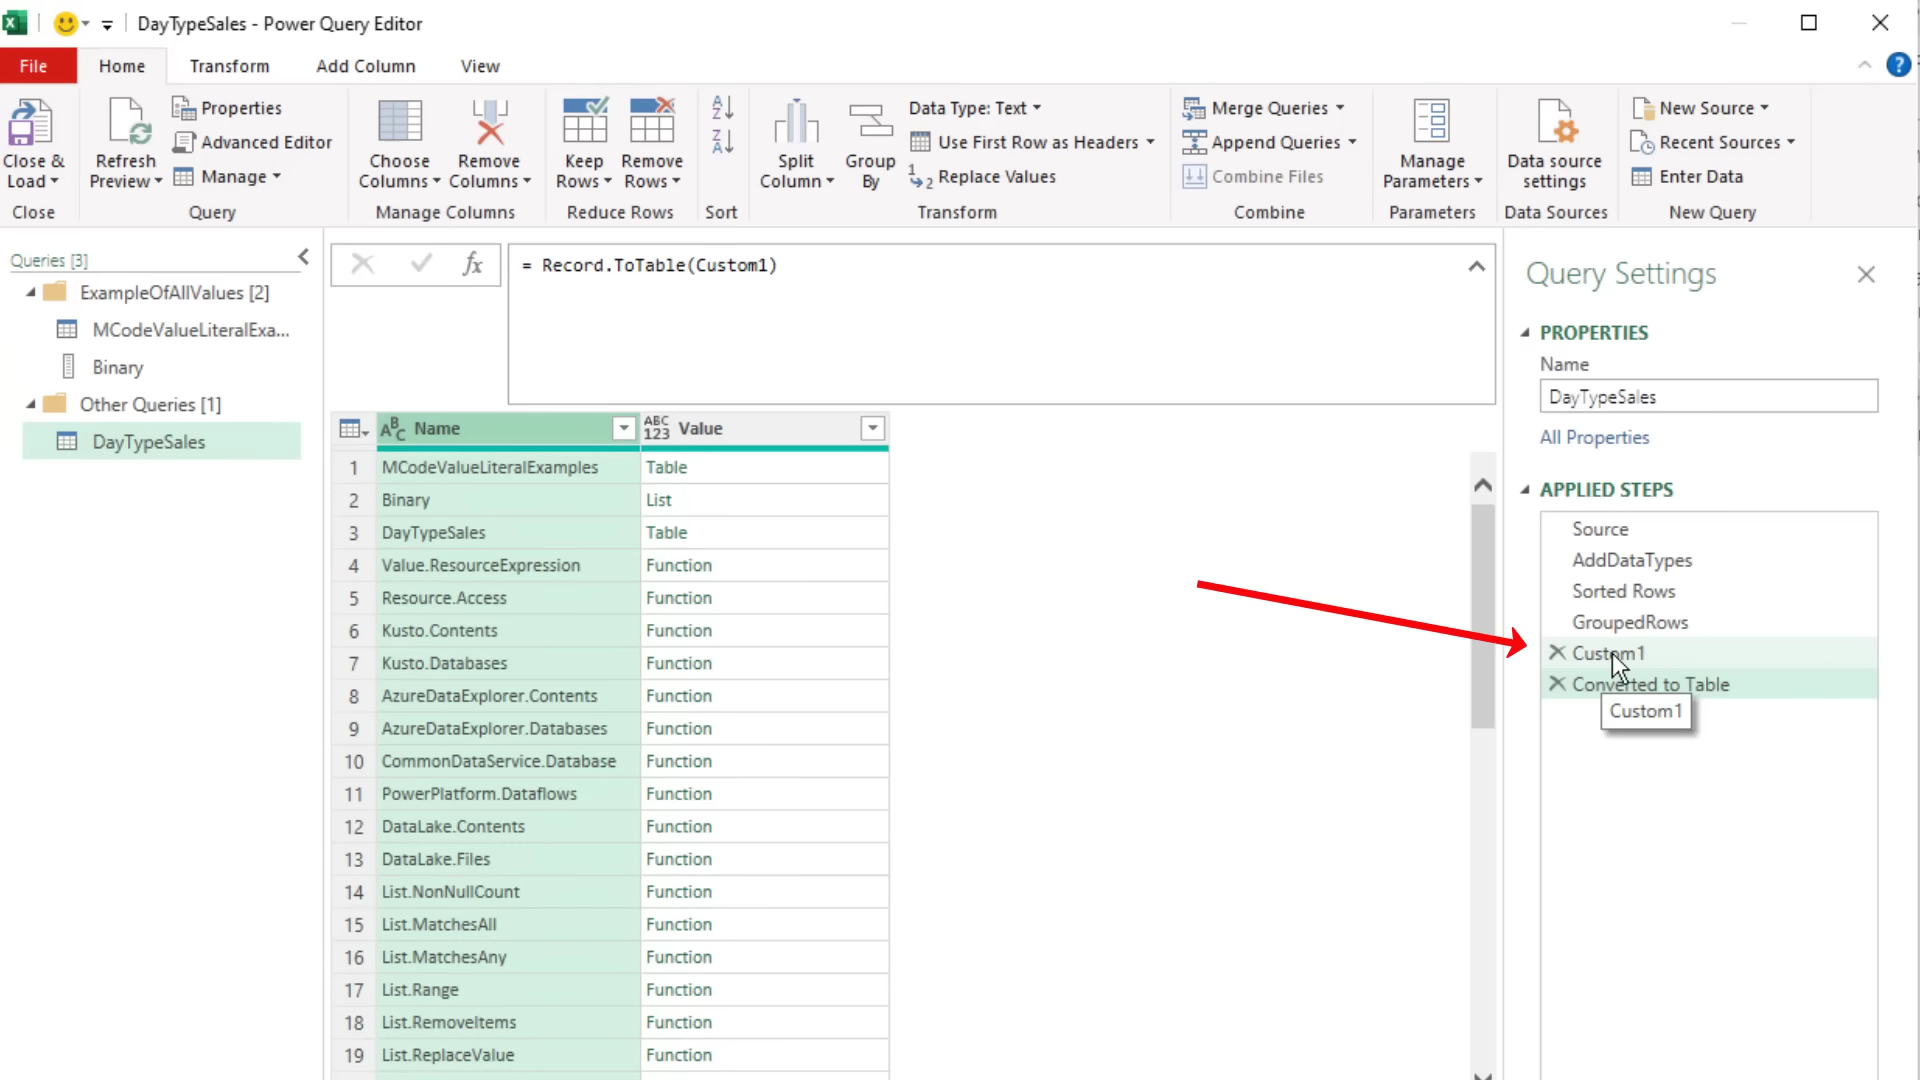 DayTypeSales - Power Query Editor
File
Home
Transform
Add Column
View
Close &
Load
Close
Refresh
Preview
Properties
Advanced Editor
Manage
Query
Choose
Columns
Remove
Columns
Manage Columns
Keep
Rows
Remove
Rows
Reduce Rows
Sort
Split
Column
Group
By
Data Type: Text
Use First Row as Headers
Replace Values
Transform
Merge Queries
Append Queries
Combine Files
Combine
Manage
Parameters
Parameters
Data source
settings
Data Sources
New Source
Recent Sources
Enter Data
New Query
Queries [3]
ExampleOfAllValues [2]
MCodeValueLiteralExa...
Binary
Other Queries [1]
DayTypeSales
fx
= Record.ToTable(Custom1)
ABC Name
ABC 123 Value
1 MCodeValueLiteralExamples Table
2 Binary List
3 DayTypeSales Table
4 Value.ResourceExpression Function
5 Resource.Access Function
6 Kusto.Contents Function
7 Kusto.Databases Function
8 AzureDataExplorer.Contents Function
9 AzureDataExplorer.Databases Function
10 CommonDataService.Database Function
11 PowerPlatform.Dataflows Function
12 DataLake.Contents Function
13 DataLake.Files Function
14 List.NonNullCount Function
15 List.MatchesAll Function
16 List.MatchesAny Function
17 List.Range Function
18 List.RemoveItems Function
19 List.ReplaceValue Function
Query Settings
PROPERTIES
Name
DayTypeSales
All Properties
APPLIED STEPS
Source
AddDataTypes
Sorted Rows
GroupedRows
Custom1
Converted to Table
Custom1